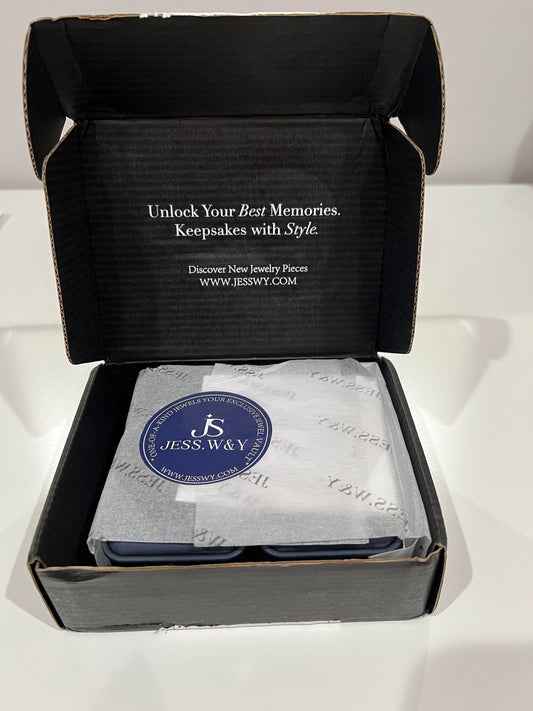 Unlock Your Best Memories.
Keepsakes with Style.
Discover New Jewelry Pieces
WWW.JESSWY.COM
• ONE-OF-A-KIND JEWELS YOUR EXCLUSIVE JEWEL VAULT •
JS
JESS.W&Y
WWW.JESSWY.COM
JESS.W&Y
JESS.W&Y
JESS.W&Y